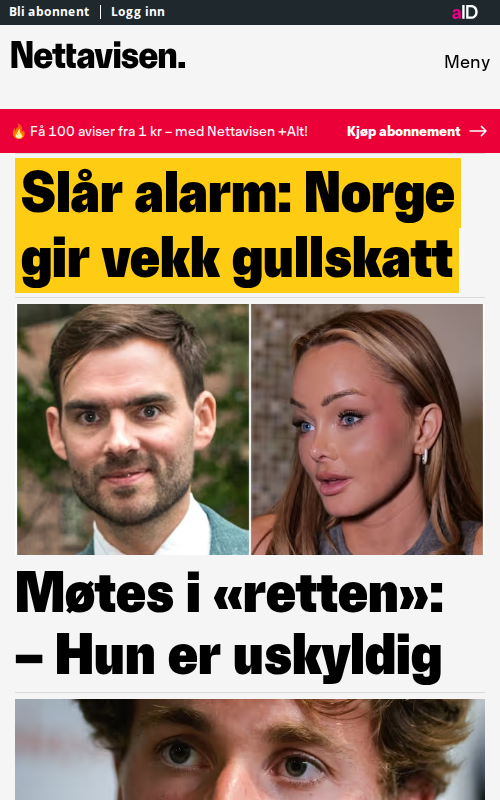 Bli abonnent | Logg inn
aID
Nettavisen.
Meny
🔥 Få 100 aviser fra 1 kr – med Nettavisen +Alt!
Kjøp abonnement →
Slår alarm: Norge
gir vekk gullskatt
Møtes i «retten»:
– Hun er uskyldig